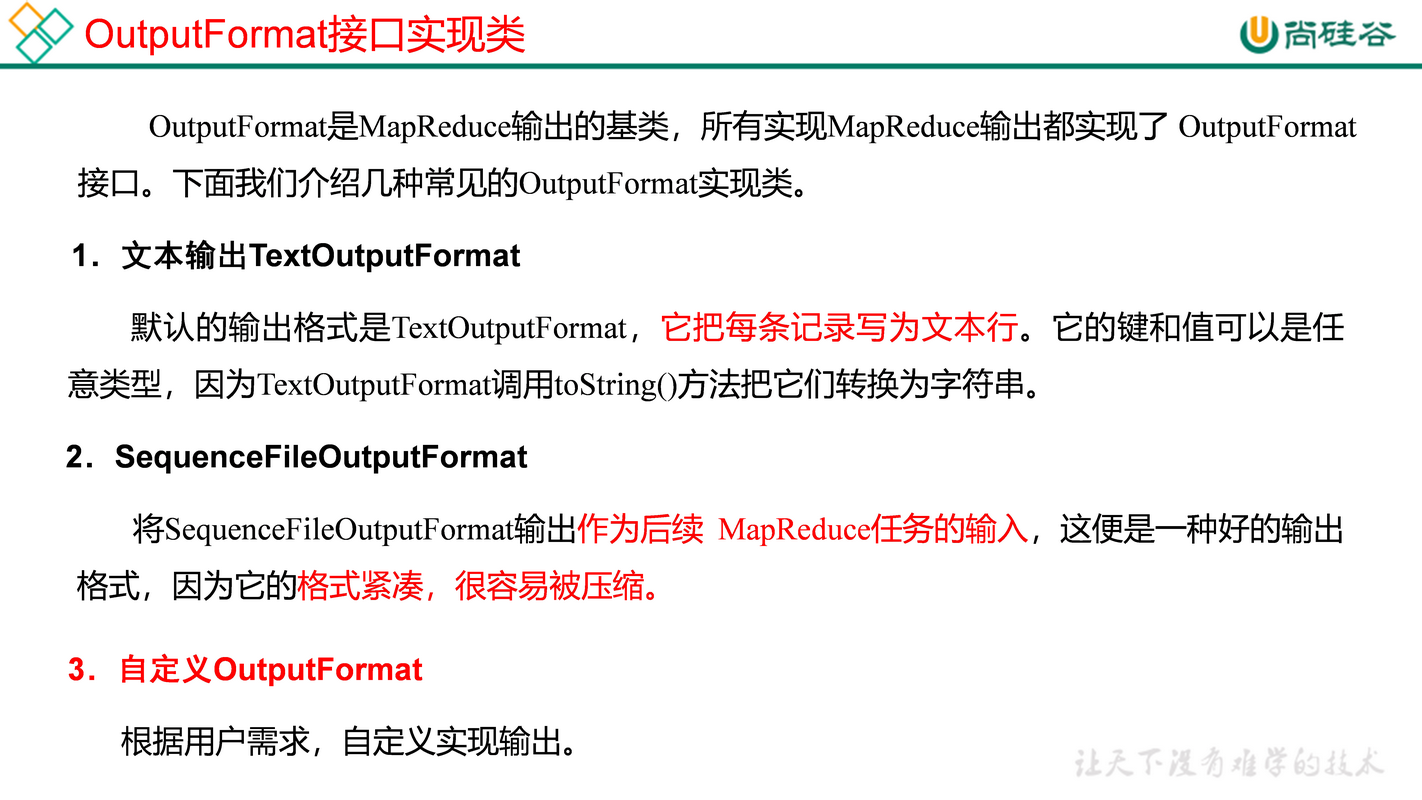 OutputFormat接口实现类
尚硅谷
OutputFormat是MapReduce输出的基类，所有实现MapReduce输出都实现了 OutputFormat
接口。下面我们介绍几种常见的OutputFormat实现类。
1．文本输出TextOutputFormat
默认的输出格式是TextOutputFormat，它把每条记录写为文本行。它的键和值可以是任
意类型，因为TextOutputFormat调用toString()方法把它们转换为字符串。
2．SequenceFileOutputFormat
将SequenceFileOutputFormat输出作为后续 MapReduce任务的输入，这便是一种好的输出
格式，因为它的格式紧凑，很容易被压缩。
3．自定义OutputFormat
根据用户需求，自定义实现输出。
让天下没有难学的技术